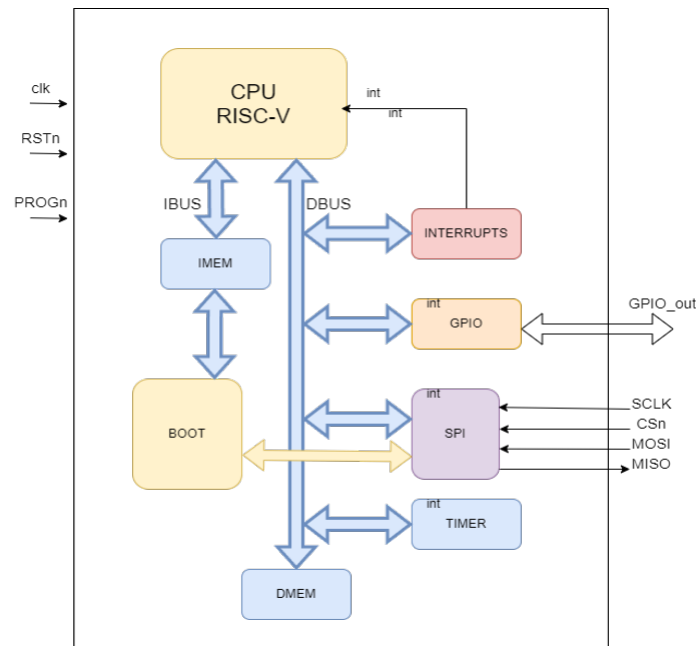 CPU
RISC-V
clk
int
int
RSTn
PROGn
IBUS
DBUS
INTERRUPTS
IMEM
int
GPIO_out
GPIO
int
SCLK
CSn
BOOT
SPI
MOSI
MISO
int
TIMER
DMEM